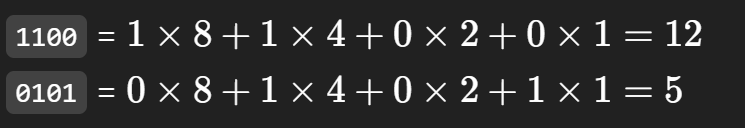 1100 = 1 × 8 + 1 × 4 + 0 × 2 + 0 × 1 = 12
0101 = 0 × 8 + 1 × 4 + 0 × 2 + 1 × 1 = 5